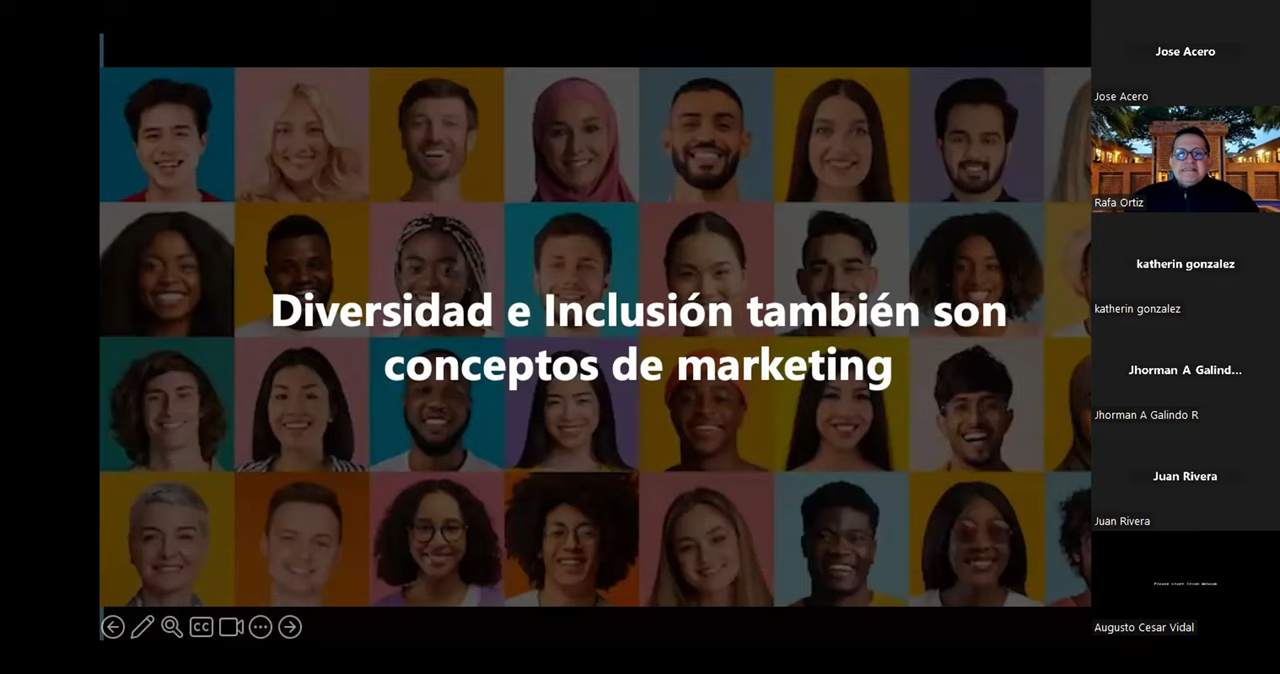 Diversidad e Inclusión también son
conceptos de marketing
CC
Jose Acero
Jose Acero
Rafa Ortiz
katherin gonzalez
katherin gonzalez
Jhorman A Galind...
Jhorman A Galindo R
Juan Rivera
Juan Rivera
Augusto Cesar Vidal